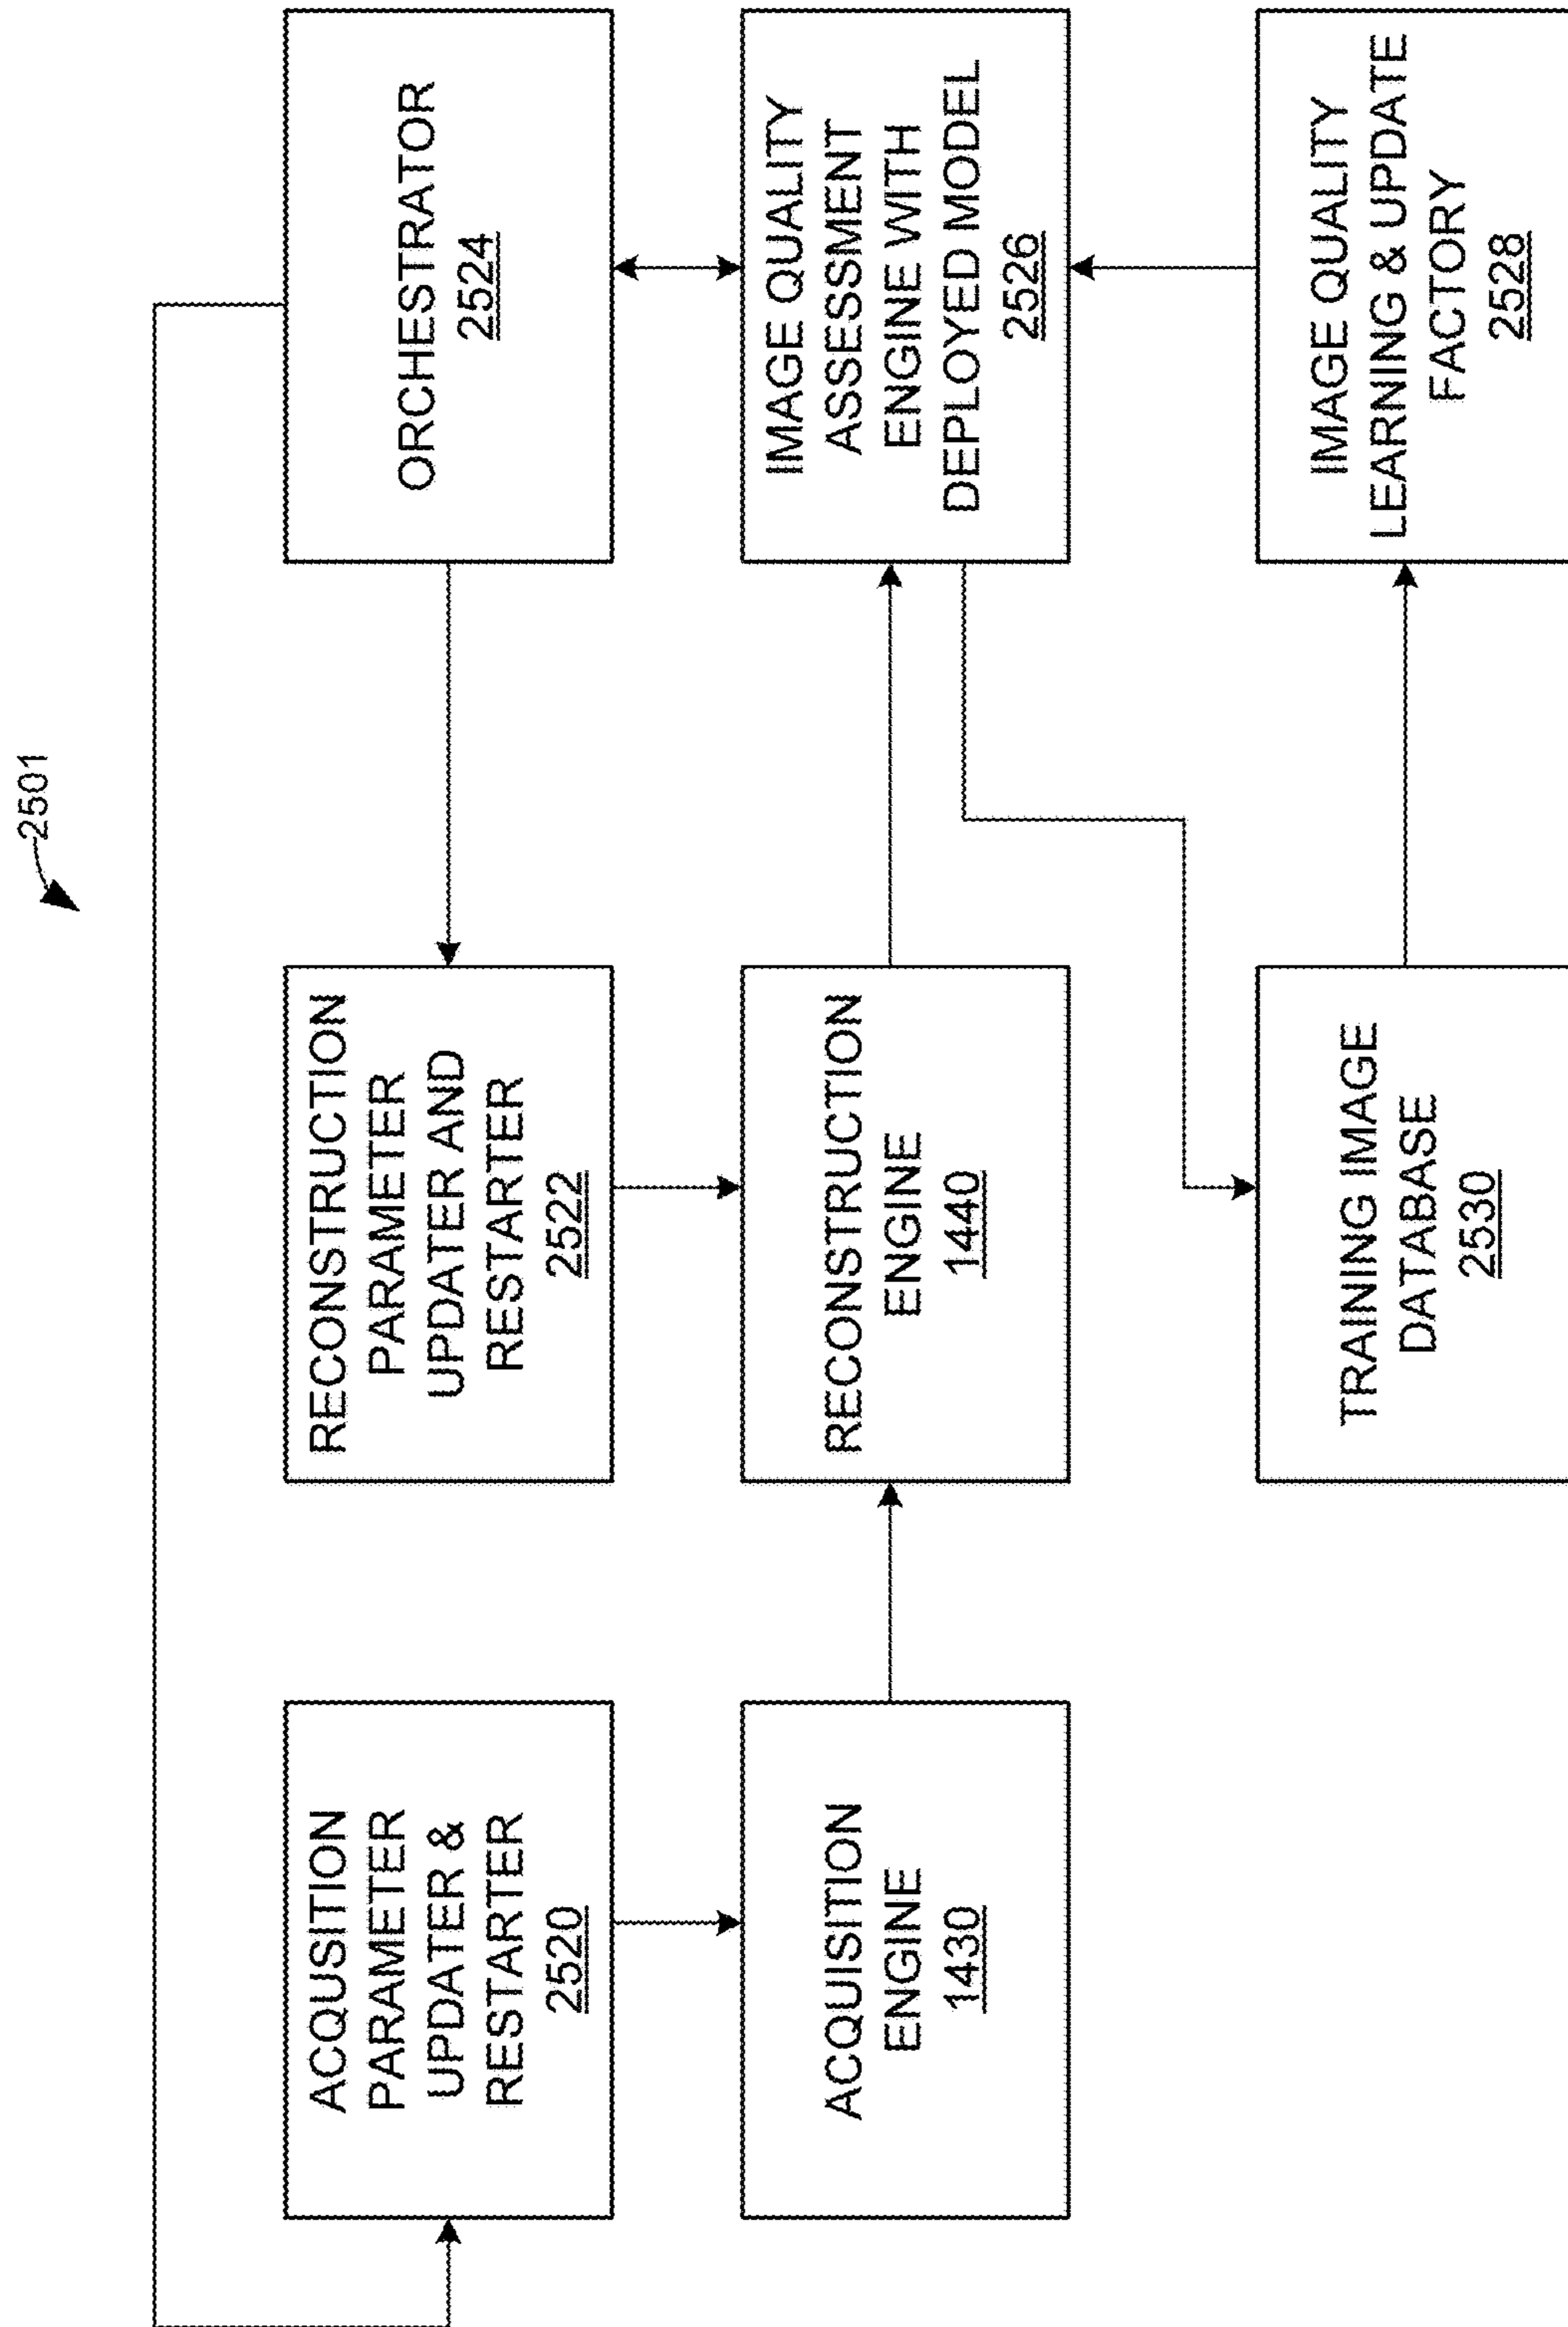 2501
ACQUSITION
PARAMETER
UPDATER &
RESTARTER
2520
RECONSTRUCTION
PARAMETER
UPDATER AND
RESTARTER
2522
ORCHESTRATOR
2524
ACQUISITION
ENGINE
1430
RECONSTRUCTION
ENGINE
1440
IMAGE QUALITY
ASSESSMENT
ENGINE WITH
DEPLOYED MODEL
2526
TRAINING IMAGE
DATABASE
2530
IMAGE QUALITY
LEARNING & UPDATE
FACTORY
2528